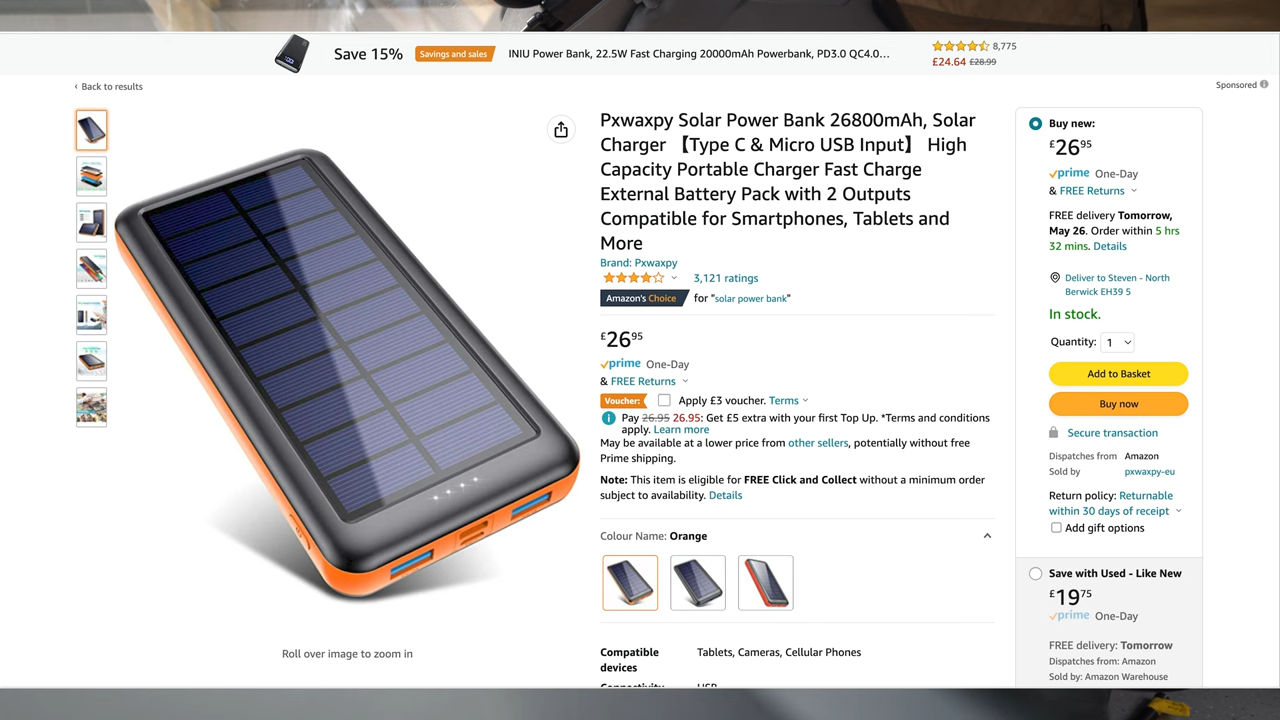 Save 15%
Savings and sales
INIU Power Bank, 22.5W Fast Charging 20000mAh Powerbank, PD3.0 QC4.0…
8,775
£24.64 £28.99
‹ Back to results
Sponsored
Pxwaxpy Solar Power Bank 26800mAh, Solar
Charger 【Type C & Micro USB Input】 High
Capacity Portable Charger Fast Charge
External Battery Pack with 2 Outputs
Compatible for Smartphones, Tablets and
More
Brand: Pxwaxpy
3,121 ratings
Amazon's Choice for "solar power bank"
£2695
prime One-Day
& FREE Returns
Voucher: Apply £3 voucher. Terms
Pay 26.95 26.95: Get £5 extra with your first Top Up. *Terms and conditions
apply. Learn more
May be available at a lower price from other sellers, potentially without free
Prime shipping.
Note: This item is eligible for FREE Click and Collect without a minimum order
subject to availability. Details
Colour Name: Orange
Compatible
devices
Tablets, Cameras, Cellular Phones
Connectivity
USB
Roll over image to zoom in
Buy new:
£2695
prime One-Day
& FREE Returns
FREE delivery Tomorrow,
May 26. Order within 5 hrs
32 mins. Details
Deliver to Steven - North
Berwick EH39 5
In stock.
Quantity: 1
Add to Basket
Buy now
Secure transaction
Dispatches from Amazon
Sold by pxwaxpy-eu
Return policy: Returnable
within 30 days of receipt
Add gift options
Save with Used - Like New
£1975
prime One-Day
FREE delivery: Tomorrow
Dispatches from: Amazon
Sold by: Amazon Warehouse